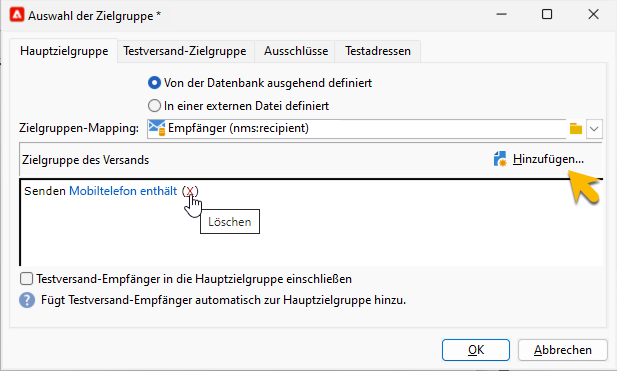 Auswahl der Zielgruppe *
Hauptzielgruppe Testversand-Zielgruppe Ausschlüsse Testadressen
Von der Datenbank ausgehend definiert
In einer externen Datei definiert
Zielgruppen-Mapping: Empfänger (nms:recipient)
Zielgruppe des Versands Hinzufügen...
Senden Mobiltelefon enthält (X)
Löschen
Testversand-Empfänger in die Hauptzielgruppe einschließen
? Fügt Testversand-Empfänger automatisch zur Hauptzielgruppe hinzu.
OK Abbrechen